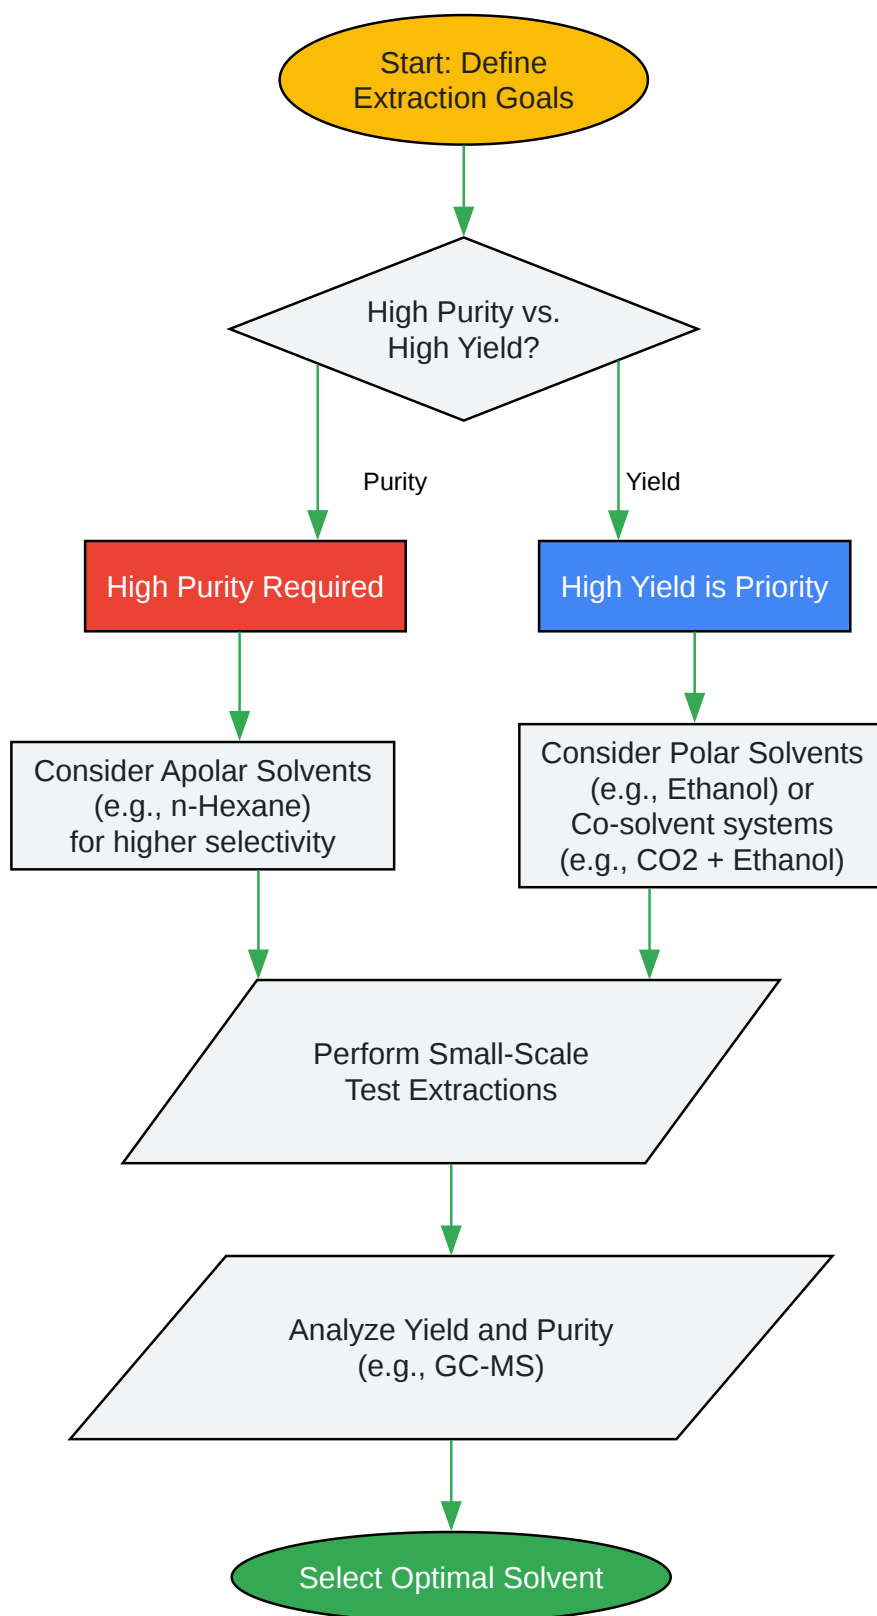 Start: Define
Extraction Goals
High Purity vs.
High Yield?
Purity
Yield
High Purity Required
High Yield is Priority
Consider Apolar Solvents
(e.g., n-Hexane)
for higher selectivity
Consider Polar Solvents
(e.g., Ethanol) or
Co-solvent systems
(e.g., CO2 + Ethanol)
Perform Small-Scale
Test Extractions
Analyze Yield and Purity
(e.g., GC-MS)
Select Optimal Solvent